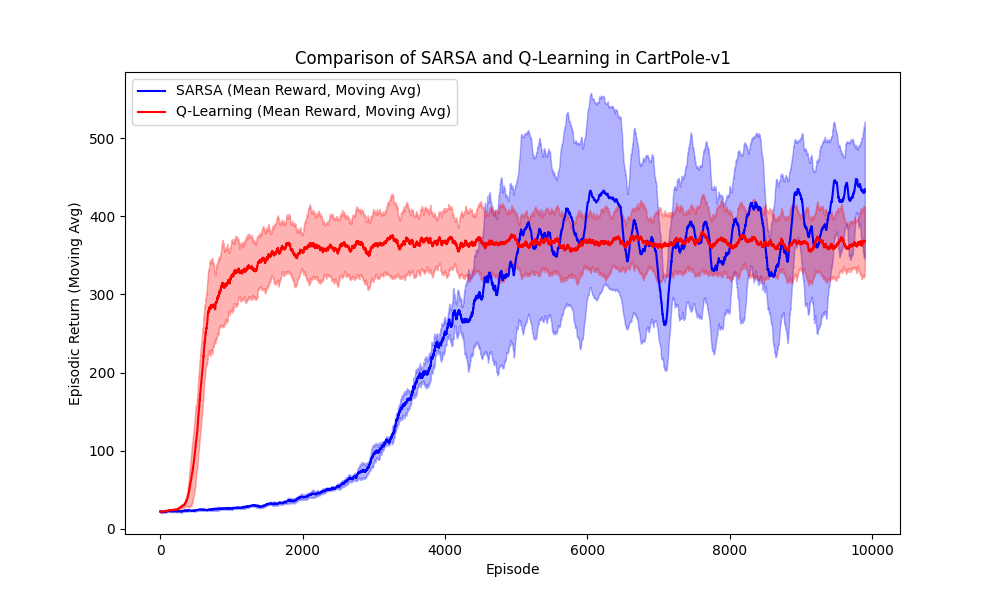 Comparison of SARSA and Q-Learning in CartPole-v1
SARSA (Mean Reward, Moving Avg)
Q-Learning (Mean Reward, Moving Avg)
Episodic Return (Moving Avg)
500
400
300
200
100
0
0 2000 4000 6000 8000 10000
Episode